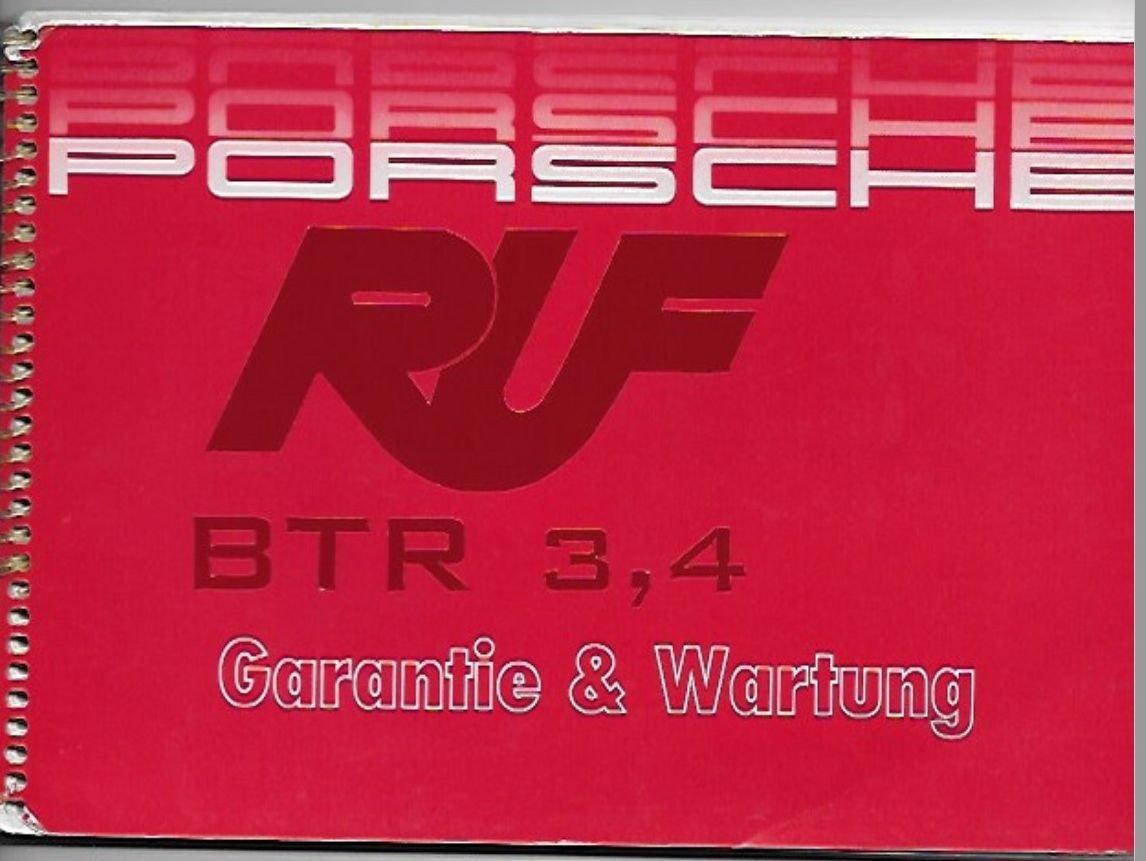 PORSCHE
PORSCHE
PORSCHE
RUF
BTR 3,4
Garantie & Wartung